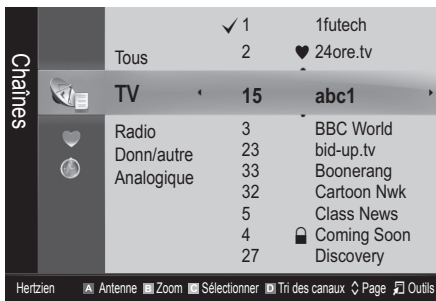 Chaînes
✓ 1 1futech
Tous 2 ♥ 24ore.tv
TV 15 abc1
Radio 3 BBC World
Donn/autre 23 bid-up.tv
Analogique 33 Boonerang
32 Cartoon Nwk
5 Class News
4 Coming Soon
27 Discovery
Hertzien A Antenne B Zoom C Sélectionner D Tri des canaux Page Outils